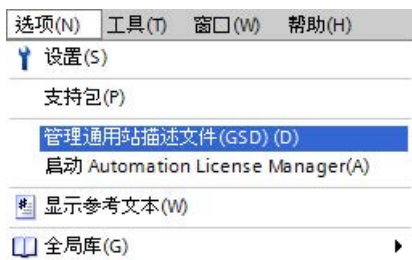 选项(N) 工具(T) 窗口(W) 帮助(H)
设置(S)
支持包(P)
管理通用站描述文件(GSD) (D)
启动 Automation License Manager(A)
显示参考文本(W)
全局库(G)